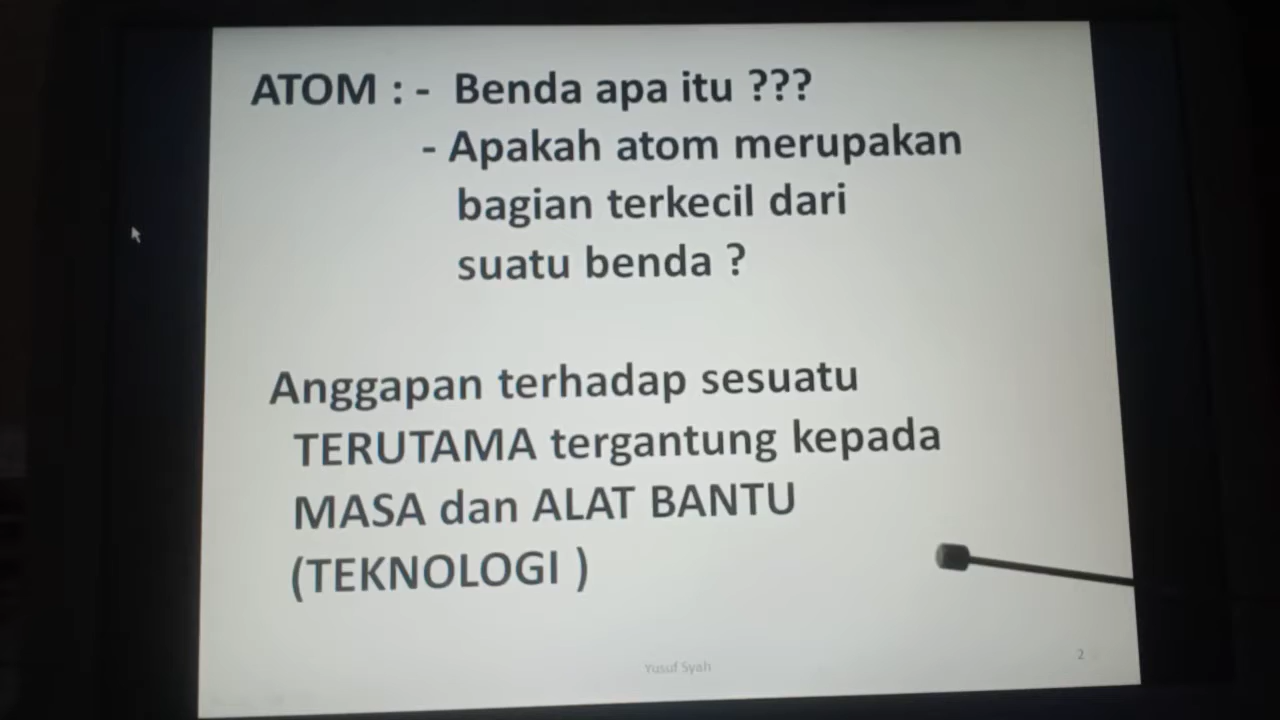 ATOM : - Benda apa itu ???
- Apakah atom merupakan
bagian terkecil dari
suatu benda ?
Anggapan terhadap sesuatu
TERUTAMA tergantung kepada
MASA dan ALAT BANTU
(TEKNOLOGI )
Yusuf Syah
2